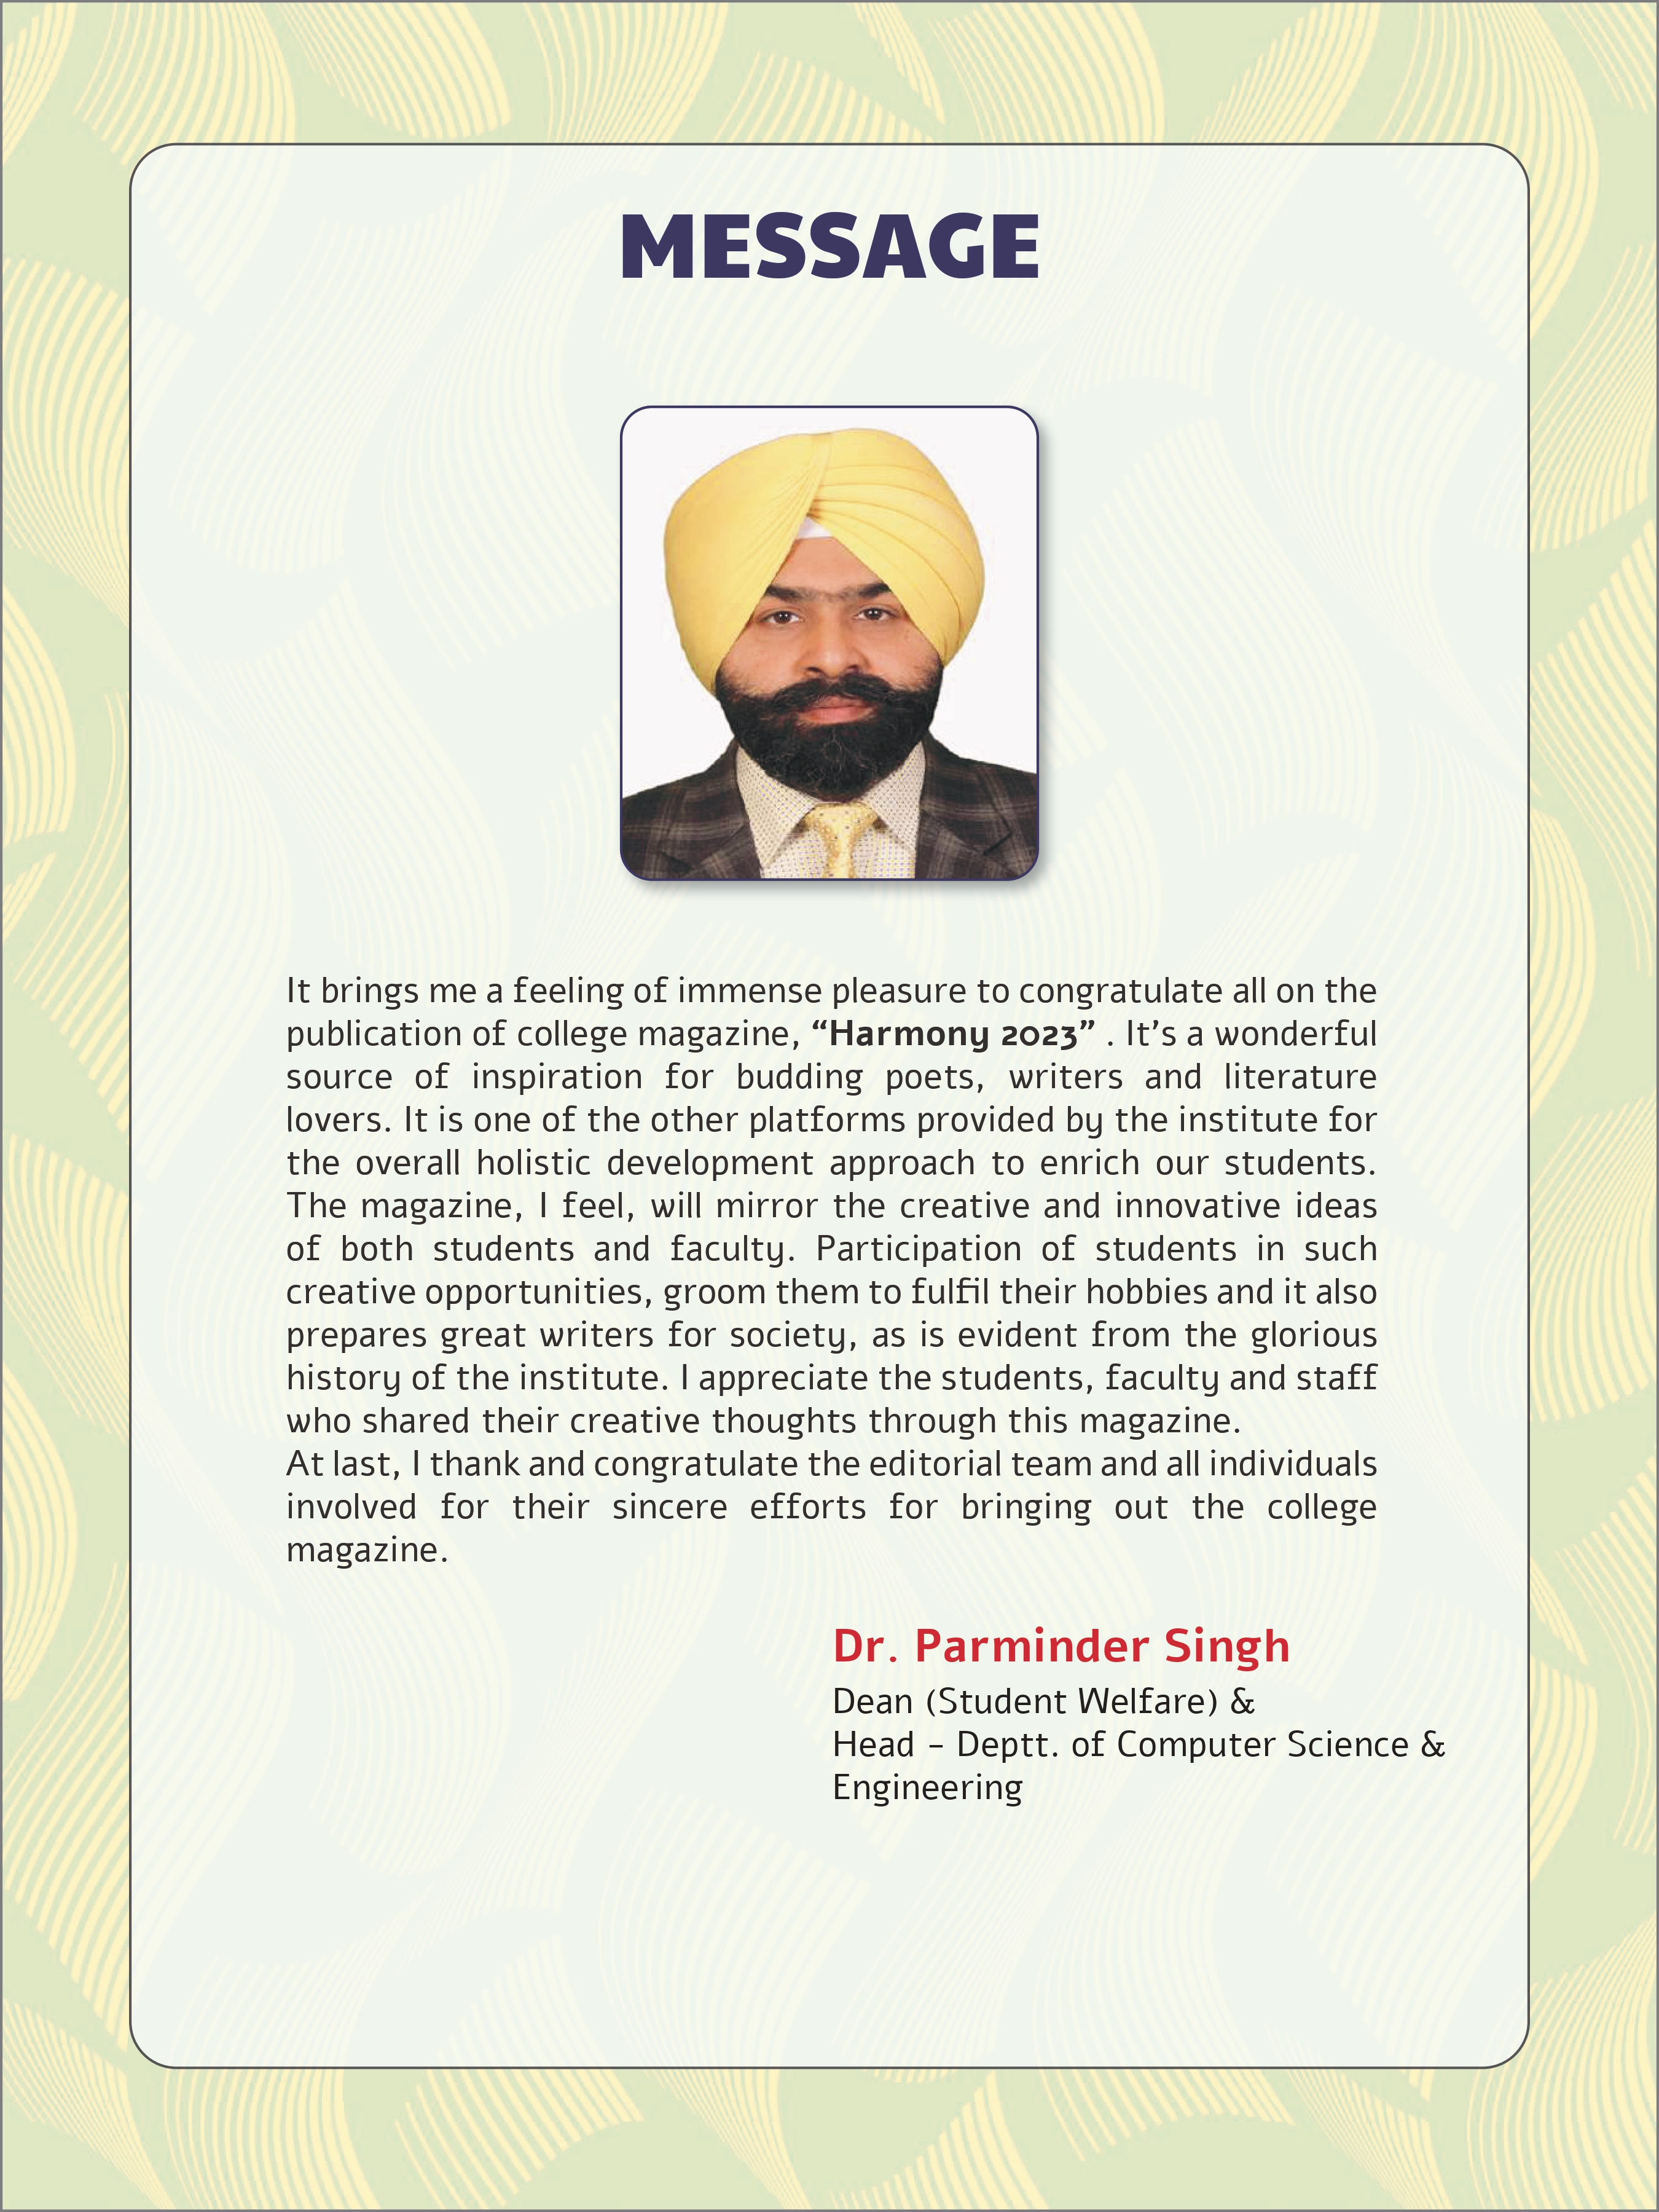 MESSAGE
It brings me a feeling of immense pleasure to congratulate all on the
publication of college magazine, “Harmony 2023” . It’s a wonderful
source of inspiration for budding poets, writers and literature
lovers. It is one of the other platforms provided by the institute for
the overall holistic development approach to enrich our students.
The magazine, I feel, will mirror the creative and innovative ideas
of both students and faculty. Participation of students in such
creative opportunities, groom them to fulfil their hobbies and it also
prepares great writers for society, as is evident from the glorious
history of the institute. I appreciate the students, faculty and staff
who shared their creative thoughts through this magazine.
At last, I thank and congratulate the editorial team and all individuals
involved for their sincere efforts for bringing out the college
magazine.
Dr. Parminder Singh
Dean (Student Welfare) &
Head - Deptt. of Computer Science &
Engineering